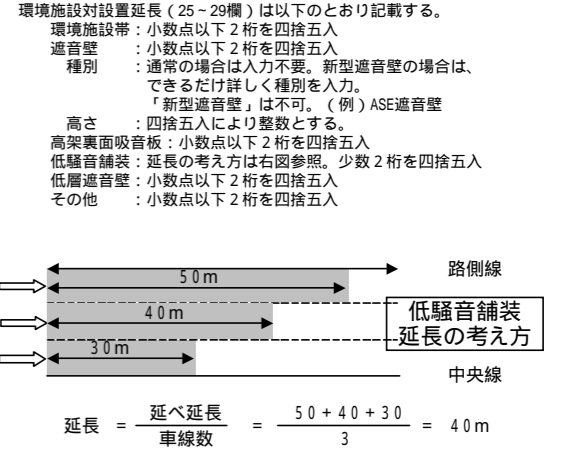 環境施設対設置延長(25~29欄)は以下のとおり記載する。
環境施設帯:小数点以下2桁を四捨五入
遮音壁 :小数点以下2桁を四捨五入
種別 :通常の場合は入力不要。新型遮音壁の場合は、
できるだけ詳しく種別を入力。
「新型遮音壁」は不可。(例)ASE遮音壁
高さ :四捨五入により整数とする。
高架裏面吸音板:小数点以下2桁を四捨五入
低騒音舗装:延長の考え方は右図参照。少数2桁を四捨五入
低層遮音壁:小数点以下2桁を四捨五入
その他 :小数点以下2桁を四捨五入
路側線
50m
40m
低騒音舗装
延長の考え方
30m
中央線
延長 = 延べ延長/車線数 = 50+40+30/3 = 40m